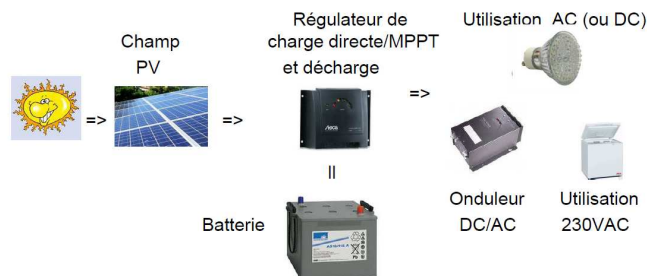 Champ
PV
Régulateur de
charge directe/MPPT
et décharge
Utilisation AC (ou DC)
=>
=>
=>
II
Batterie
Onduleur
DC/AC
Utilisation
230VAC